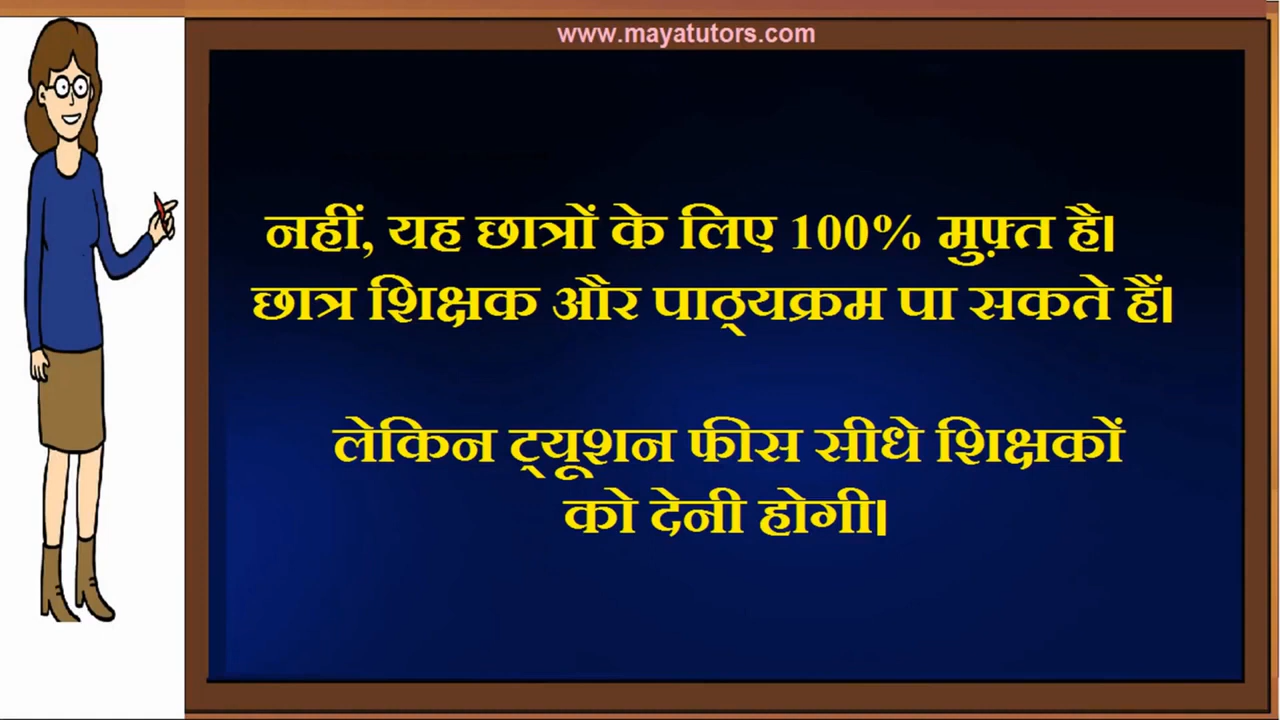 www.mayatutors.com
नहीं, यह छात्रों के लिए 100% मुफ़्त है।
छात्र शिक्षक और पाठ्यक्रम पा सकते हैं।
लेकिन ट्यूशन फीस सीधे शिक्षकों
को देनी होगी।